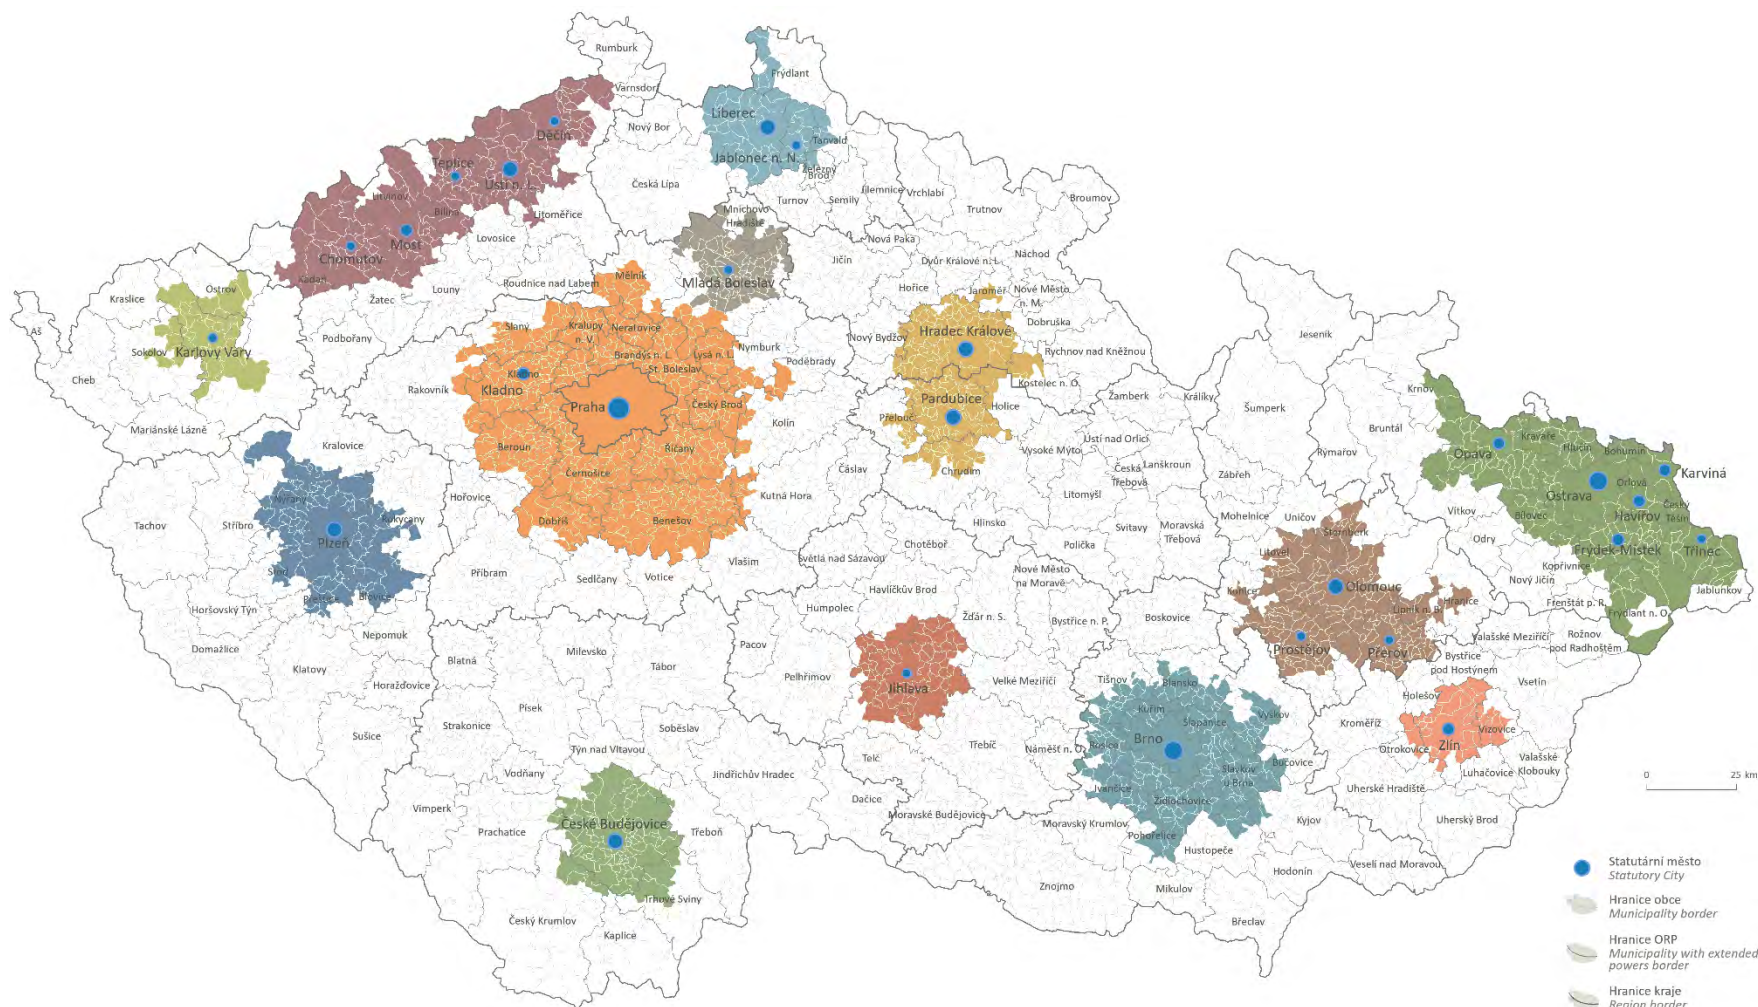 Rumburk
Varnsdorf
Frýdlant
Děčín
Nový Bor
Liberec
Tanvald
Jablonec n. N.
Železný
Brod
Teplice
Ústí n. L.
Česká Lípa
Turnov
Semily
Jilemnice
Vrchlabí
Trutnov
Broumov
Litvínov
Bílina
Litoměřice
Mnichovo
Hradiště
Most
Lovosice
Chomutov
Kadaň
Nová Paka
Jičín
Dvůr Králové n. L.
Náchod
Mělník
Mladá Boleslav
Roudnice nad Labem
Hořice
Jaroměř
Nové Město
n. M.
Ostrov
Kraslice
Žatec
Louny
Aš
Sokolov
Karlovy Vary
Podbořany
Slaný
Kralupy
n. V.
Neratovice
Nymburk
Poděbrady
Nový Bydžov
Hradec Králové
Dobruška
Jeseník
Brandýs n. L.
St. Boleslav
Lysá n. L.
Rychnov nad Kněžnou
Cheb
Rakovník
Kladno
Kladno
Kostelec n. O.
Krnov
Praha
Český Brod
Pardubice
Holice
Přelouč
Žamberk
Králíky
Šumperk
Mariánské Lázně
Kolín
Bruntál
Kralovice
Beroun
Říčany
Vysoké Mýto
Ústí nad Orlicí
Rýmařov
Opava
Kravaře
Hlučín
Bohumín
Karviná
Černošice
Čáslav
Chrudim
Česká
Třebová
Lanškroun
Zábřeh
Ostrava
Orlová
Havířov
Český
Těšín
Nýřany
Hořovice
Kutná Hora
Litomyšl
Tachov
Stříbro
Rokycany
Plzeň
Dobříš
Benešov
Hlinsko
Svitavy
Moravská
Třebová
Mohelnice
Uničov
Šternberk
Vítkov
Bílovec
Polička
Chotěboř
Litovel
Odry
Frýdek-Místek
Třinec
Světlá nad Sázavou
Vlašim
Příbram
Sedlčany
Votice
Stod
Nové Město
na Moravě
Kopřivnice
Nový Jičín
Přeštice
Blovice
Havlíčkův Brod
Konice
Olomouc
Jablunkov
Horšovský Týn
Humpolec
Žďár n. S.
Bystřice n. P.
Boskovice
Lipník n. B.
Hranice
Frenštát p. R.
Frýdlant n. O.
Nepomuk
Domažlice
Klatovy
Blatná
Milevsko
Tábor
Pacov
Prostějov
Přerov
Valašské Meziříčí
Rožnov
pod Radhoštěm
Bystřice
pod Hostýnem
Pelhřimov
Jihlava
Velké Meziříčí
Tišnov
Blansko
Horažďovice
Vsetín
Holešov
Písek
Strakonice
Soběslav
Kuřim
Šlapanice
Vyškov
Kroměříž
Vizovice
Sušice
Týn nad Vltavou
Třebíč
Náměšť n. O.
Rosice
Brno
Otrokovice
Zlín
Telč
Bučovice
Slavkov
u Brna
Valašské
Klobouky
Luhačovice
Vodňany
Jindřichův Hradec
Ivančice
Uherské Hradiště
Vimperk
Dačice
Židlochovice
Moravské Budějovice
České Budějovice
Prachatice
Třeboň
Moravský Krumlov
Pohořelice
Kyjov
Uherský Brod
Hustopeče
Veselí nad Moravou
Hodonín
Znojmo
Mikulov
Trhové Sviny
Český Krumlov
Kaplice
Břeclav
0 25 km
Statutární město
Statutory City
Hranice obce
Municipality border
Hranice ORP
Municipality with extended
powers border
Hranice kraje
Region border